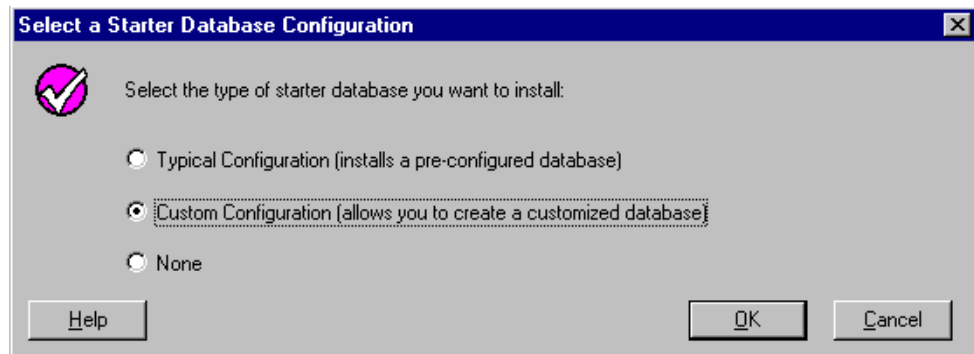 Select a Starter Database Configuration
Select the type of starter database you want to install:
Typical Configuration (installs a pre-configured database)
Custom Configuration (allows you to create a customized database)
None
Help
OK
Cancel